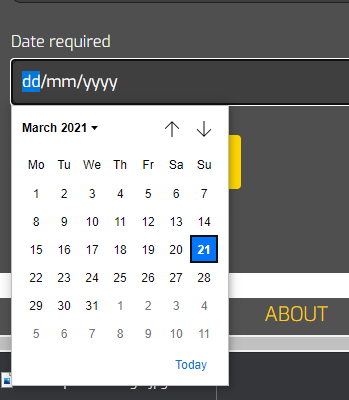 Date required
dd/mm/yyyy
March 2021
Mo Tu We Th Fr Sa Su
1 2 3 4 5 6 7
8 9 10 11 12 13 14
15 16 17 18 19 20 21
22 23 24 25 26 27 28
29 30 31 1 2 3 4
5 6 7 8 9 10 11
Today
ABOUT